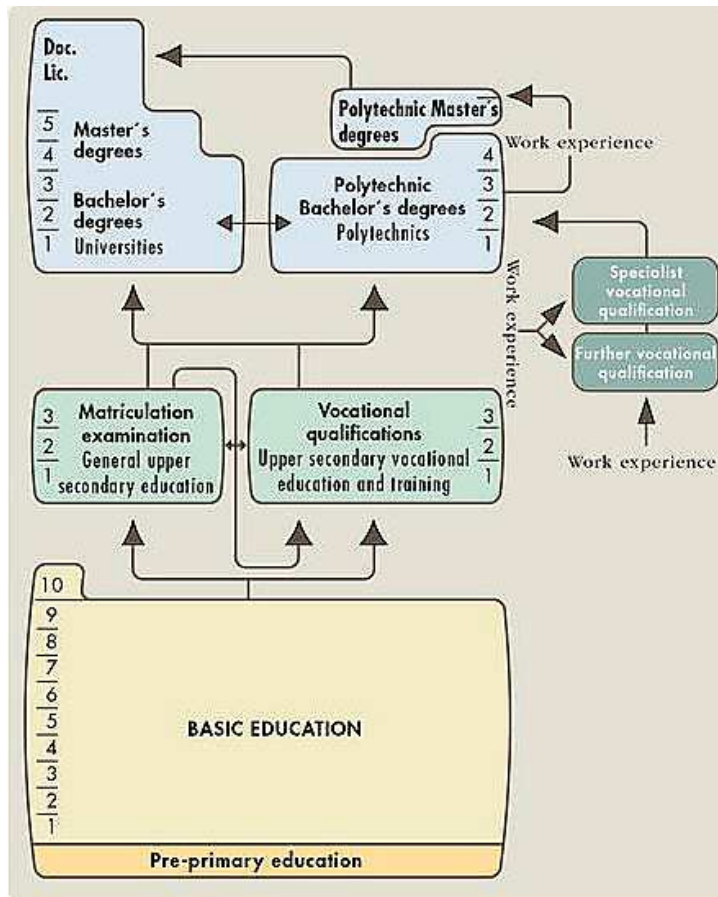 Doc.
Lic.
5
4
3
2
1
Master´s
degrees
Bachelor´s
degrees
Universities
Polytechnic Master´s
degrees
Work experience
Polytechnic
Bachelor´s degrees
Polytechnics
4
3
2
1
Work experience
Specialist
vocational
qualification
Further vocational
qualification
Work experience
3
2
1
Matriculation
examination
General upper
secondary education
Vocational
qualifications
Upper secondary vocational
education and training
3
2
1
10
9
8
7
6
5
4
3
2
1
BASIC EDUCATION
Pre-primary education